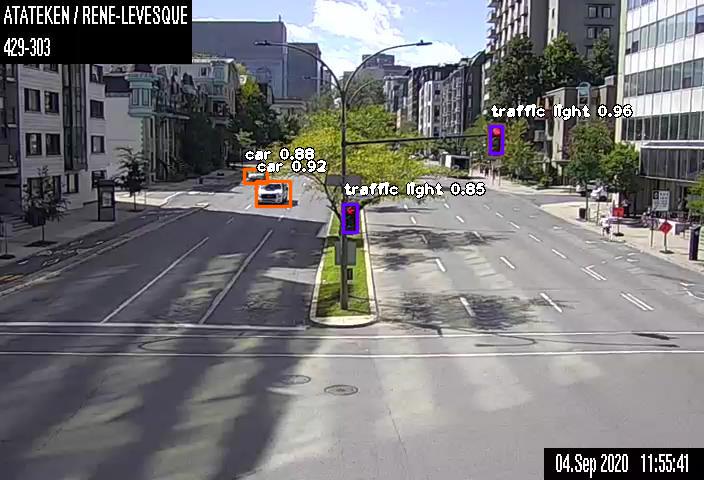 ATATEKEN / RENE-LEVESQUE
429-303
traffic light 0.96
car 0.88
car 0.92
traffic light 0.85
04.Sep 2020 11:55:41